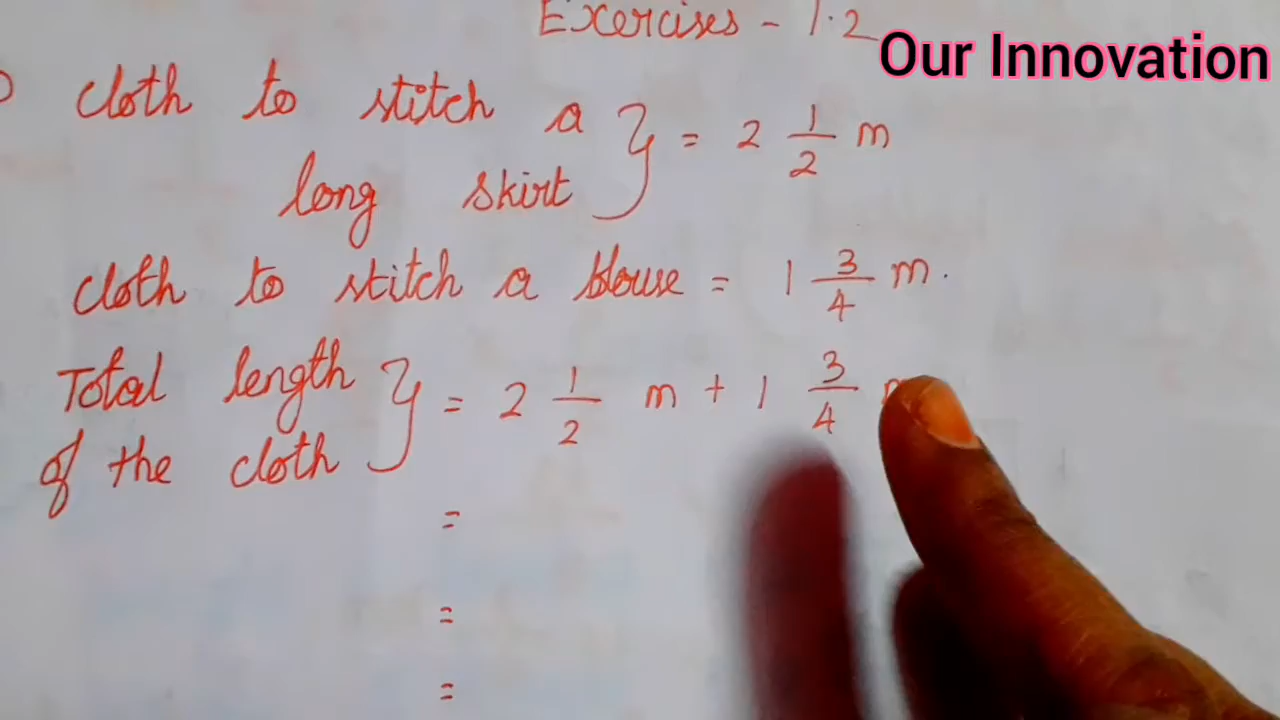 Exercises - 1.2
Our Innovation
cloth to stitch a
long skirt } = 2 1/2 m
cloth to stitch a blouse = 1 3/4 m.
Total length
of the cloth } = 2 1/2 m + 1 3/4
=
=
=